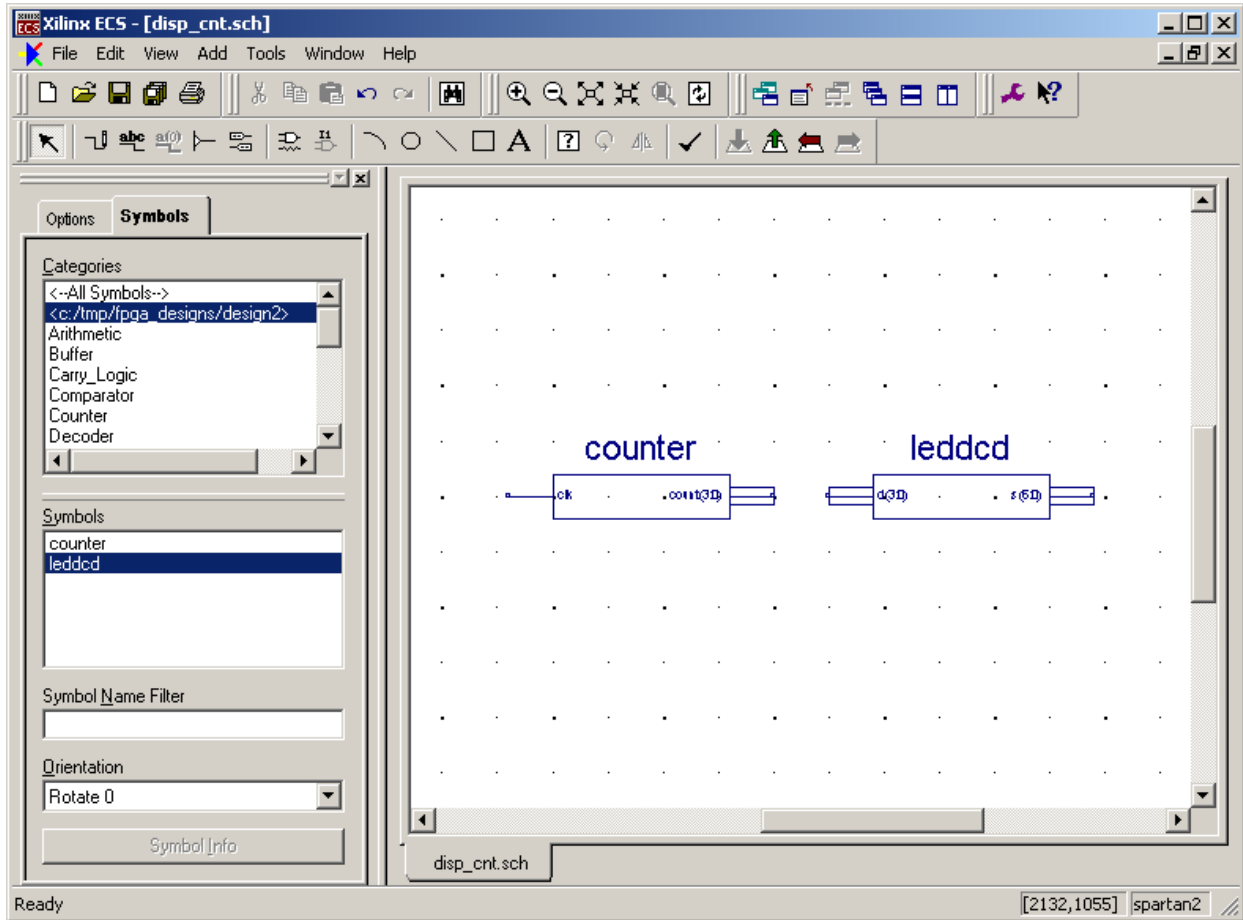 Xilinx ECS - [disp_cnt.sch]
File Edit View Add Tools Window Help
Options Symbols
Categories
<--All Symbols-->
<c:/tmp/fpga_designs/design2>
Arithmetic
Buffer
Carry_Logic
Comparator
Counter
Decoder
Symbols
counter
leddcd
Symbol Name Filter
Orientation
Rotate 0
Symbol Info
counter leddcd
clk count(3:0) d(3:0) s(6:0)
disp_cnt.sch
Ready [2132,1055] spartan2